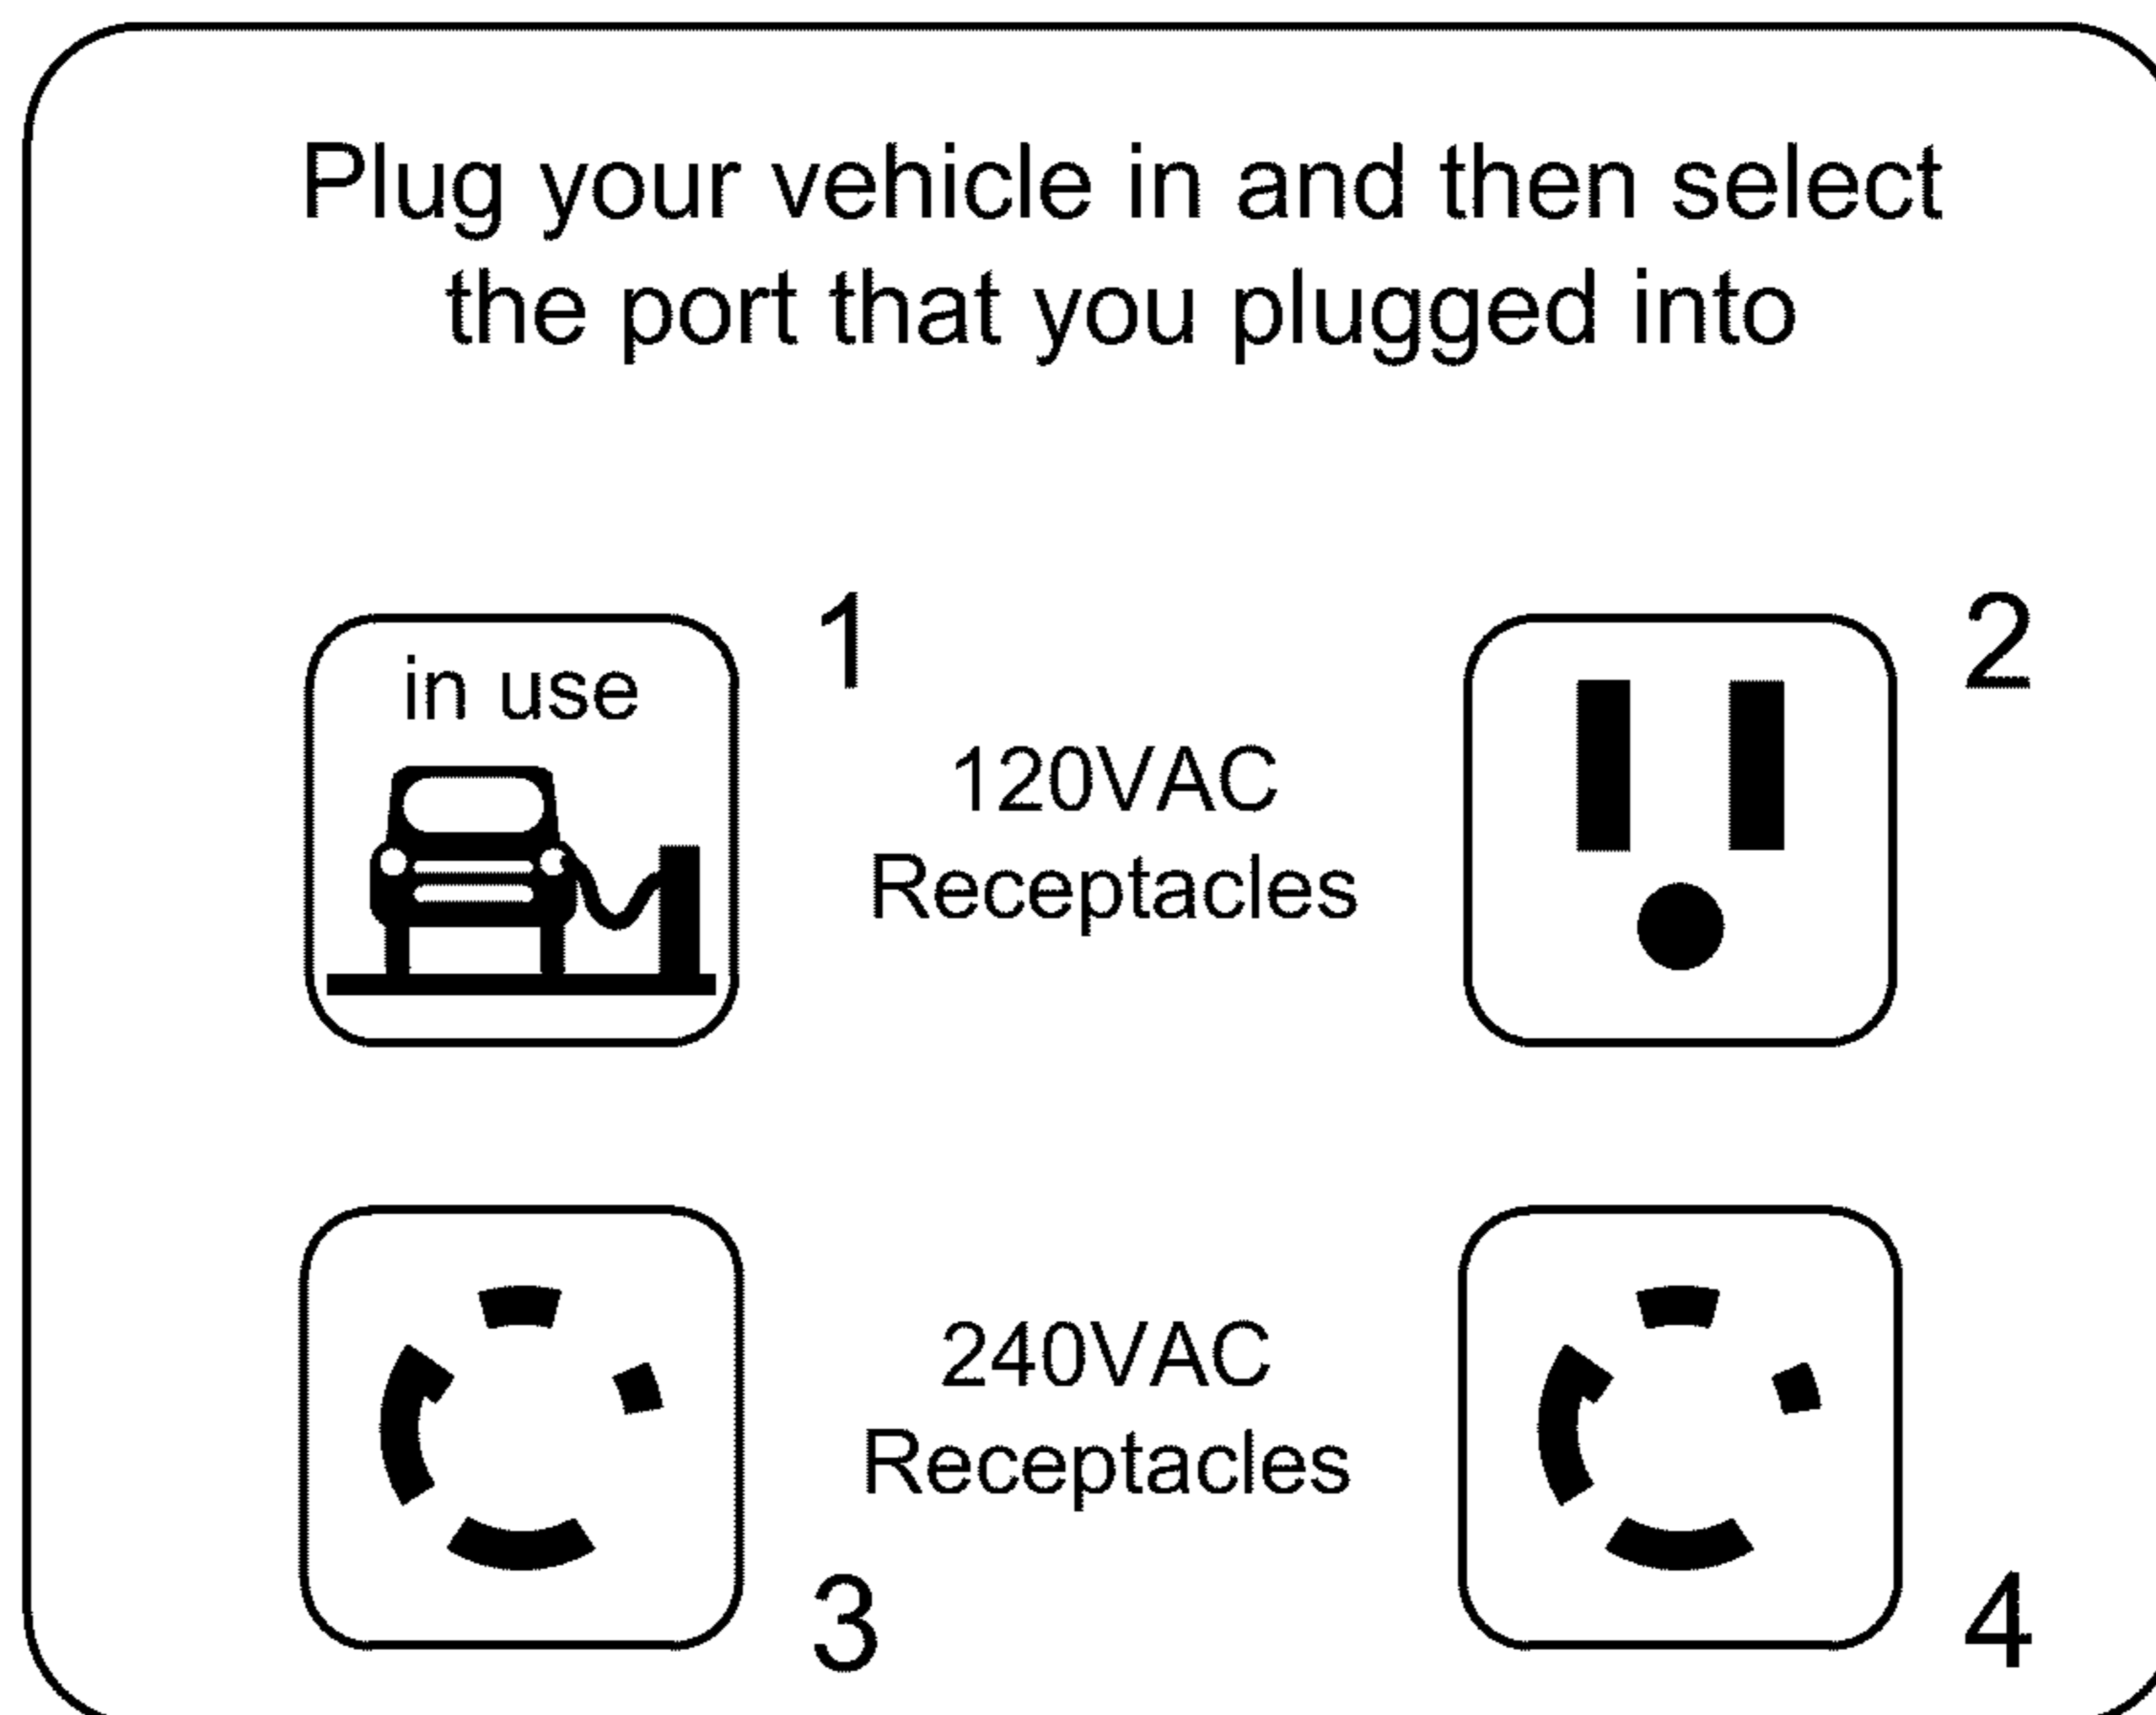 Plug your vehicle in and then select
the port that you plugged into
in use
1
120VAC
Receptacles
2
240VAC
Receptacles
3
4